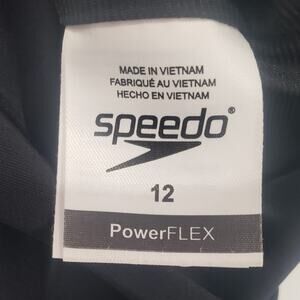 MADE IN VIETNAM
FABRIQUÉ AU VIETNAM
HECHO EN VIETNAM
speedo®
12
PowerFLEX